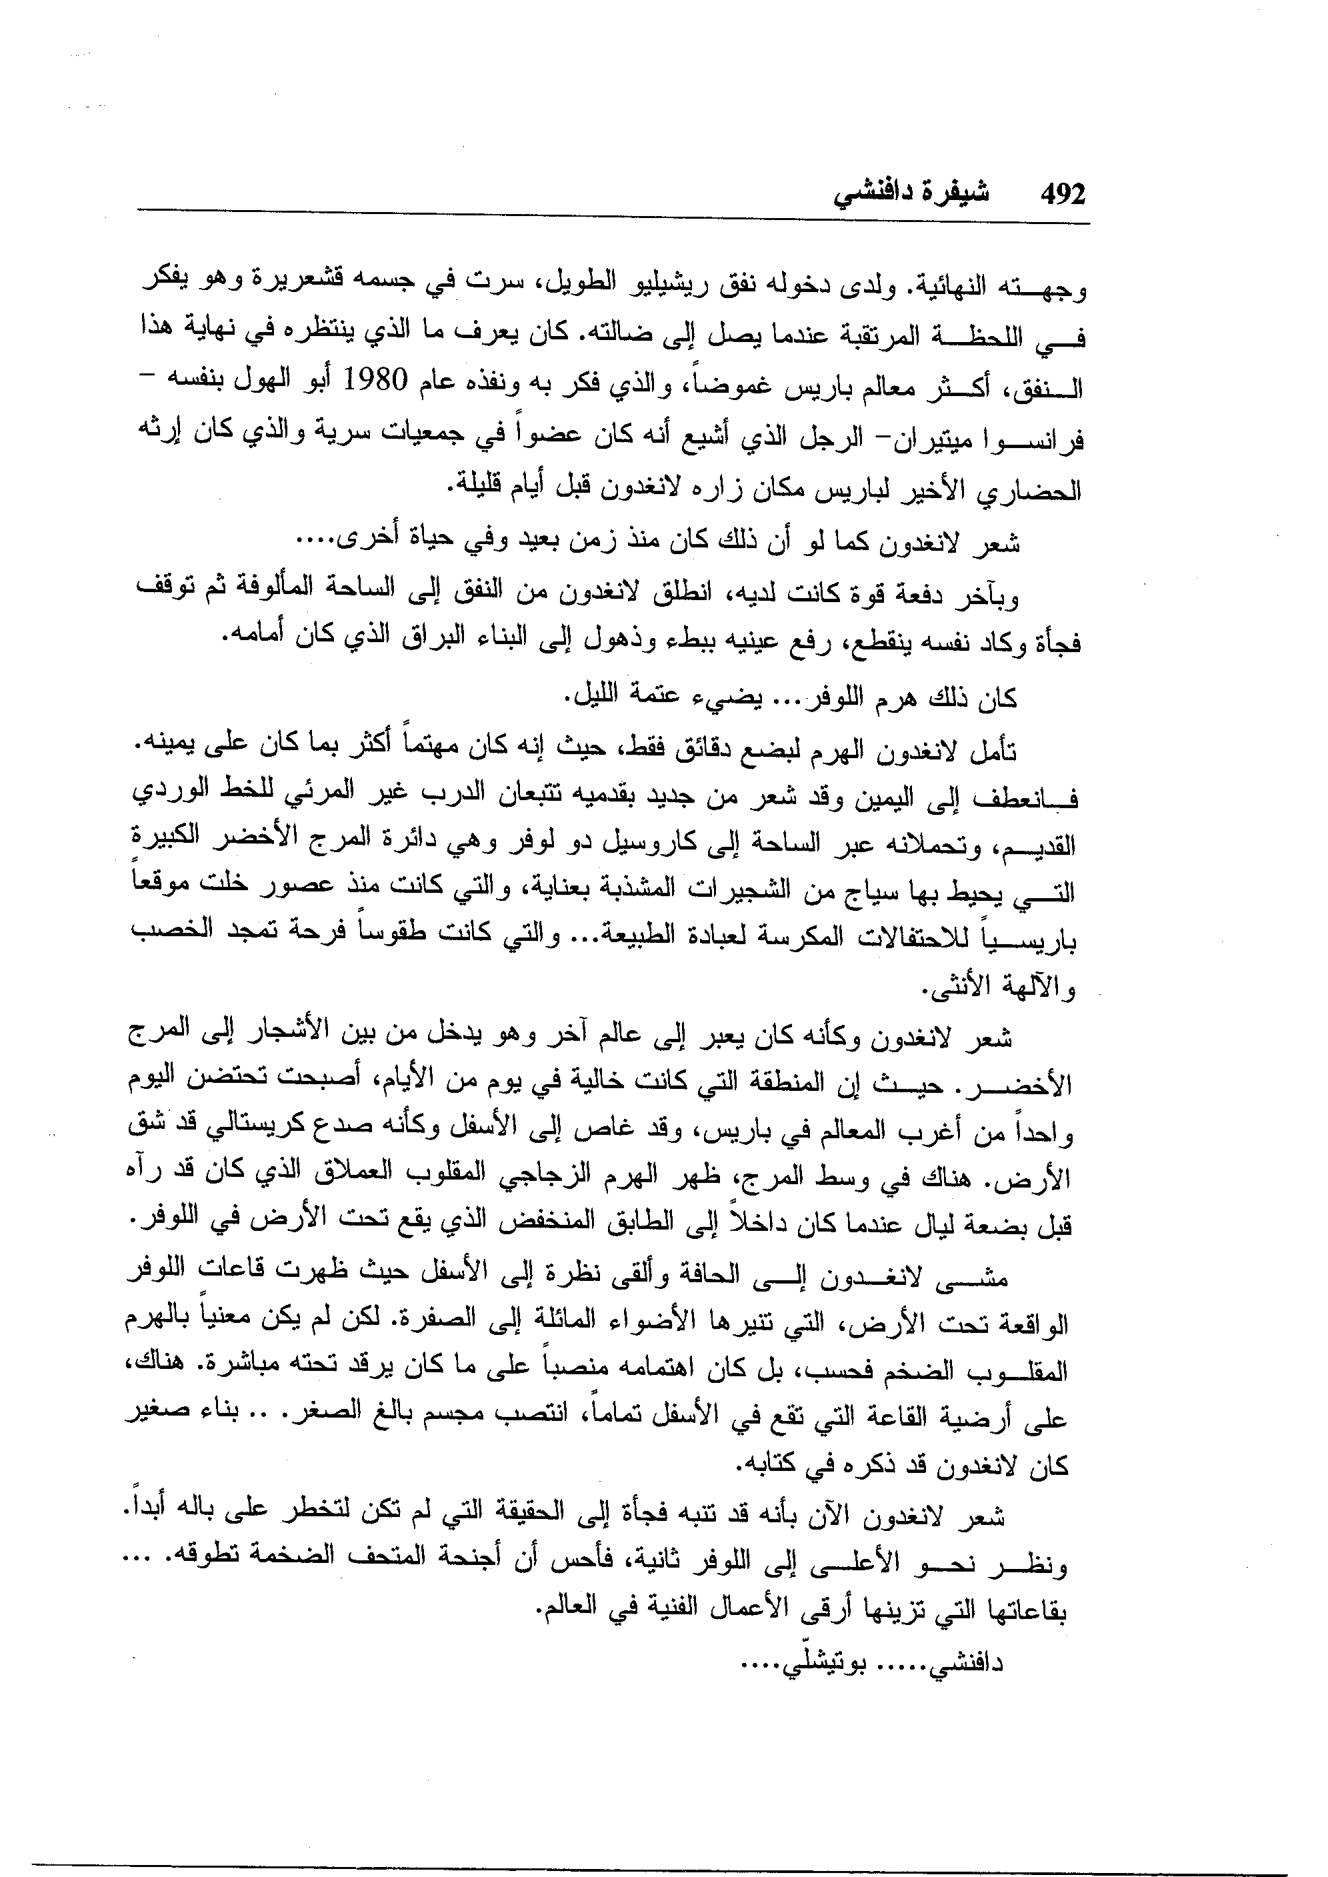 492 شيفرة دافنشي
وجهته النهائية. ولدى دخوله نفق ريشيليو الطويل، سرت في جسمه قشعريرة وهو يفكر
في اللحظة المرتقبة عندما يصل إلى ضالته. كان يعرف ما الذي ينتظره في نهاية هذا
النفق، أكثر معالم باريس غموضاً، والذي فكر به ونفذه عام 1980 أبو الهول بنفسه -
فرانسوا ميتيران- الرجل الذي أشيع أنه كان عضواً في جمعيات سرية والذي كان إرثه
الحضاري الأخير لباريس مكان زاره لانغدون قبل أيام قليلة.
شعر لانغدون كما لو أن ذلك كان منذ زمن بعيد وفي حياة أخرى....
وبآخر دفعة قوة كانت لديه، انطلق لانغدون من النفق إلى الساحة المألوفة ثم توقف
فجأة وكاد نفسه ينقطع، رفع عينيه ببطء وذهول إلى البناء البراق الذي كان أمامه.
كان ذلك هرم اللوفر... يضيء عتمة الليل.
تأمل لانغدون الهرم لبضع دقائق فقط، حيث إنه كان مهتماً أكثر بما كان على يمينه.
فانعطف إلى اليمين وقد شعر من جديد بقدميه تتبعان الدرب غير المرئي للخط الوردي
القديم، وتحملانه عبر الساحة إلى كاروسيل دو لوفر وهي دائرة المرج الأخضر الكبيرة
التي يحيط بها سياج من الشجيرات المشذبة بعناية، والتي كانت منذ عصور خلت موقعاً
باريسياً للاحتفالات المكرسة لعبادة الطبيعة... والتي كانت طقوساً فرحة تمجد الخصب
والآلهة الأنثى.
شعر لانغدون وكأنه كان يعبر إلى عالم آخر وهو يدخل من بين الأشجار إلى المرج
الأخضر. حيث إن المنطقة التي كانت خالية في يوم من الأيام، أصبحت تحتضن اليوم
واحداً من أغرب المعالم في باريس، وقد غاص إلى الأسفل وكأنه صدع كريستالي قد شق
الأرض. هناك في وسط المرج، ظهر الهرم الزجاجي المقلوب العملاق الذي كان قد رآه
قبل بضعة ليال عندما كان داخلاً إلى الطابق المنخفض الذي يقع تحت الأرض في اللوفر.
مشى لانغدون إلى الحافة وألقى نظرة إلى الأسفل حيث ظهرت قاعات اللوفر
الواقعة تحت الأرض، التي تنيرها الأضواء المائلة إلى الصفرة. لكن لم يكن معنياً بالهرم
المقلوب الضخم فحسب، بل كان اهتمامه منصباً على ما كان يرقد تحته مباشرة. هناك،
على أرضية القاعة التي تقع في الأسفل تماماً، انتصب مجسم بالغ الصغر. .. بناء صغير
كان لانغدون قد ذكره في كتابه.
شعر لانغدون الآن بأنه قد تنبه فجأة إلى الحقيقة التي لم تكن لتخطر على باله أبداً.
ونظر نحو الأعلى إلى اللوفر ثانية، فأحس أن أجنحة المتحف الضخمة تطوقه. ...
بقاعاتها التي تزينها أرقى الأعمال الفنية في العالم.
دافنشي..... بوتيشلّي....